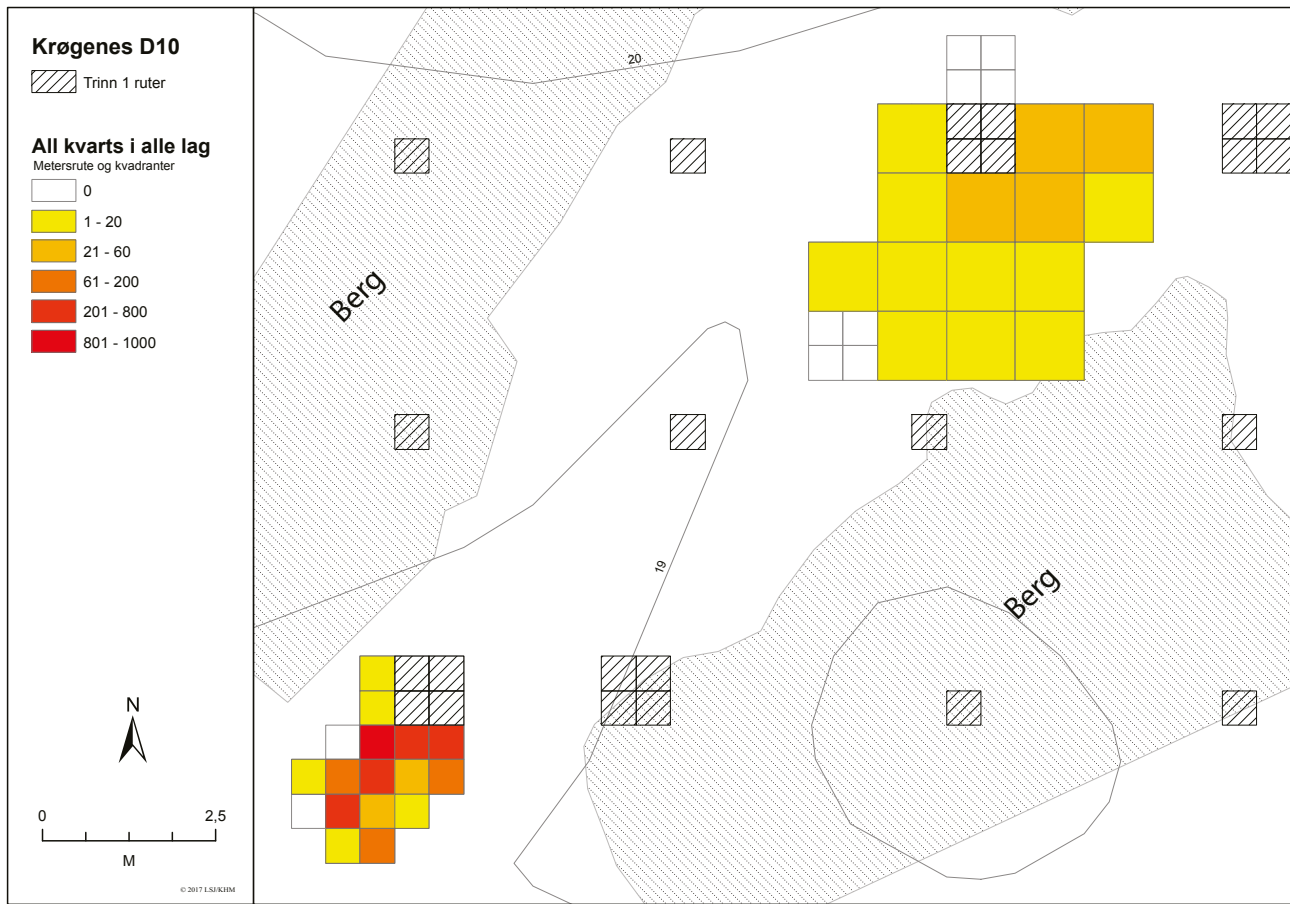 Krøgenes D10
Trinn 1 ruter
All kvarts i alle lag
Metersrute og kvadranter
0
1 - 20
21 - 60
61 - 200
201 - 800
801 - 1000
N
0 2,5
M
© 2017 LSJ/KHM
20
Berg
19
Berg